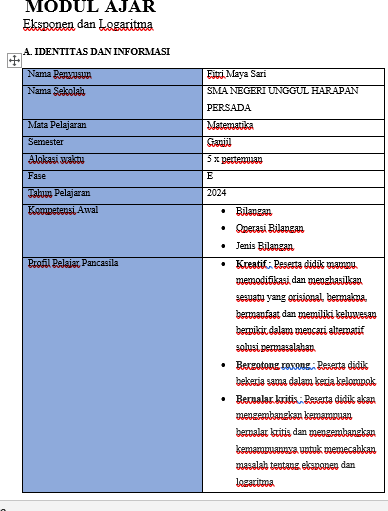 MODUL AJAR
Eksponen dan Logaritma
A. IDENTITAS DAN INFORMASI
Nama Penyusun Fitri Maya Sari
Nama Sekolah SMA NEGERI UNGGUL HARAPAN
PERSADA
Mata Pelajaran Matematika
Semester Ganjil
Alokasi waktu 5 x pertemuan
Fase E
Tahun Pelajaran 2024
Kompetensi Awal • Bilangan
• Operasi Bilangan
• Jenis Bilangan
Profil Pelajar Pancasila • Kreatif : Peserta didik mampu
memodifikasi dan menghasilkan
sesuatu yang orisional, bermakna,
bermanfaat dan memiliki keluwesan
berpikir dalam mencari alternatif
solusi permasalahan
• Bergotong royong : Peserta didik
bekerja sama dalam kerja kelompok
• Bernalar kritis : Peserta didik akan
mengembangkan kemampuan
bernalar kritis dan mengembangkan
kemampuannya untuk memecahkan
masalah tentang eksponen dan
logaritma